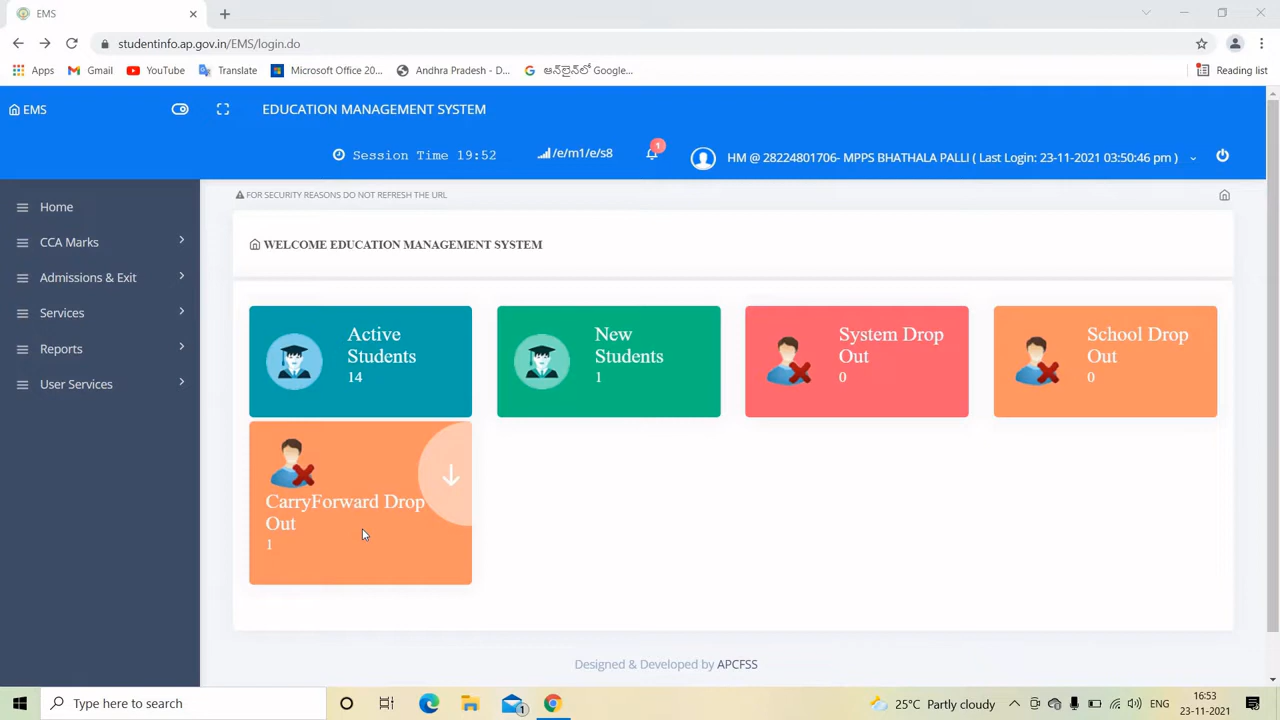 EMS
studentinfo.ap.gov.in/EMS/login.do
Apps Gmail YouTube Translate Microsoft Office 20... Andhra Pradesh - D... ఆన్‌లైన్‌లో Google... Reading list
EMS EDUCATION MANAGEMENT SYSTEM
Session Time 19:52 /e/m1/e/s8 1 HM @ 28224801706- MPPS BHATHALA PALLI ( Last Login: 23-11-2021 03:50:46 pm )
FOR SECURITY REASONS DO NOT REFRESH THE URL
Home
CCA Marks
Admissions & Exit
Services
Reports
User Services
WELCOME EDUCATION MANAGEMENT SYSTEM
Active
Students
14
New
Students
1
System Drop
Out
0
School Drop
Out
0
CarryForward Drop
Out
1
Designed & Developed by APCFSS
Type here to search
1
25°C Partly cloudy
ENG
16:53
23-11-2021